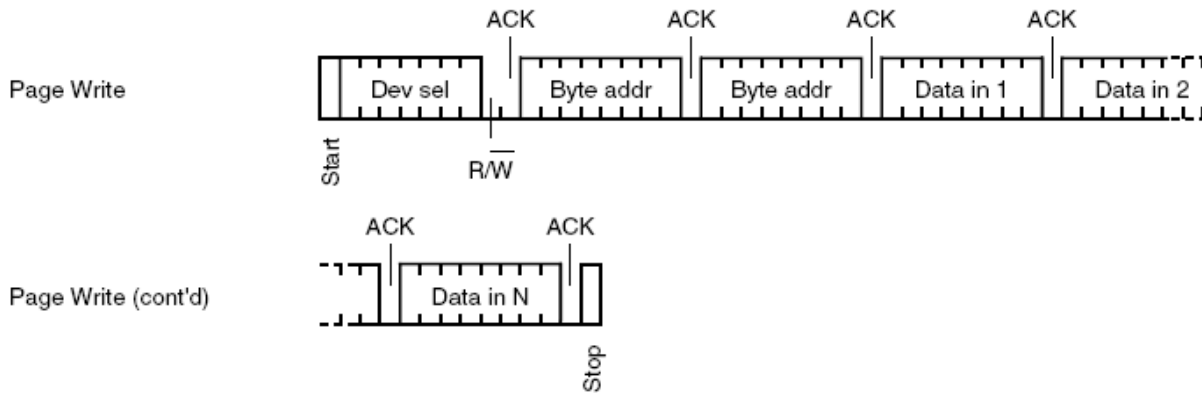 ACK ACK ACK ACK
Page Write Dev sel Byte addr Byte addr Data in 1 Data in 2
Start
R/W̅
ACK ACK
Page Write (cont'd) Data in N
Stop